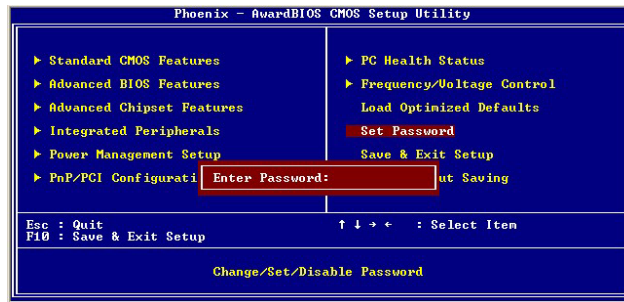 Phoenix - AwardBIOS CMOS Setup Utility
► Standard CMOS Features
► Advanced BIOS Features
► Advanced Chipset Features
► Integrated Peripherals
► Power Management Setup
► PnP/PCI Configurati
► PC Health Status
► Frequency/Voltage Control
Load Optimized Defaults
Set Password
Save & Exit Setup
ut Saving
Enter Password:
Esc : Quit
F10 : Save & Exit Setup
↑ ↓ → ← : Select Item
Change/Set/Disable Password